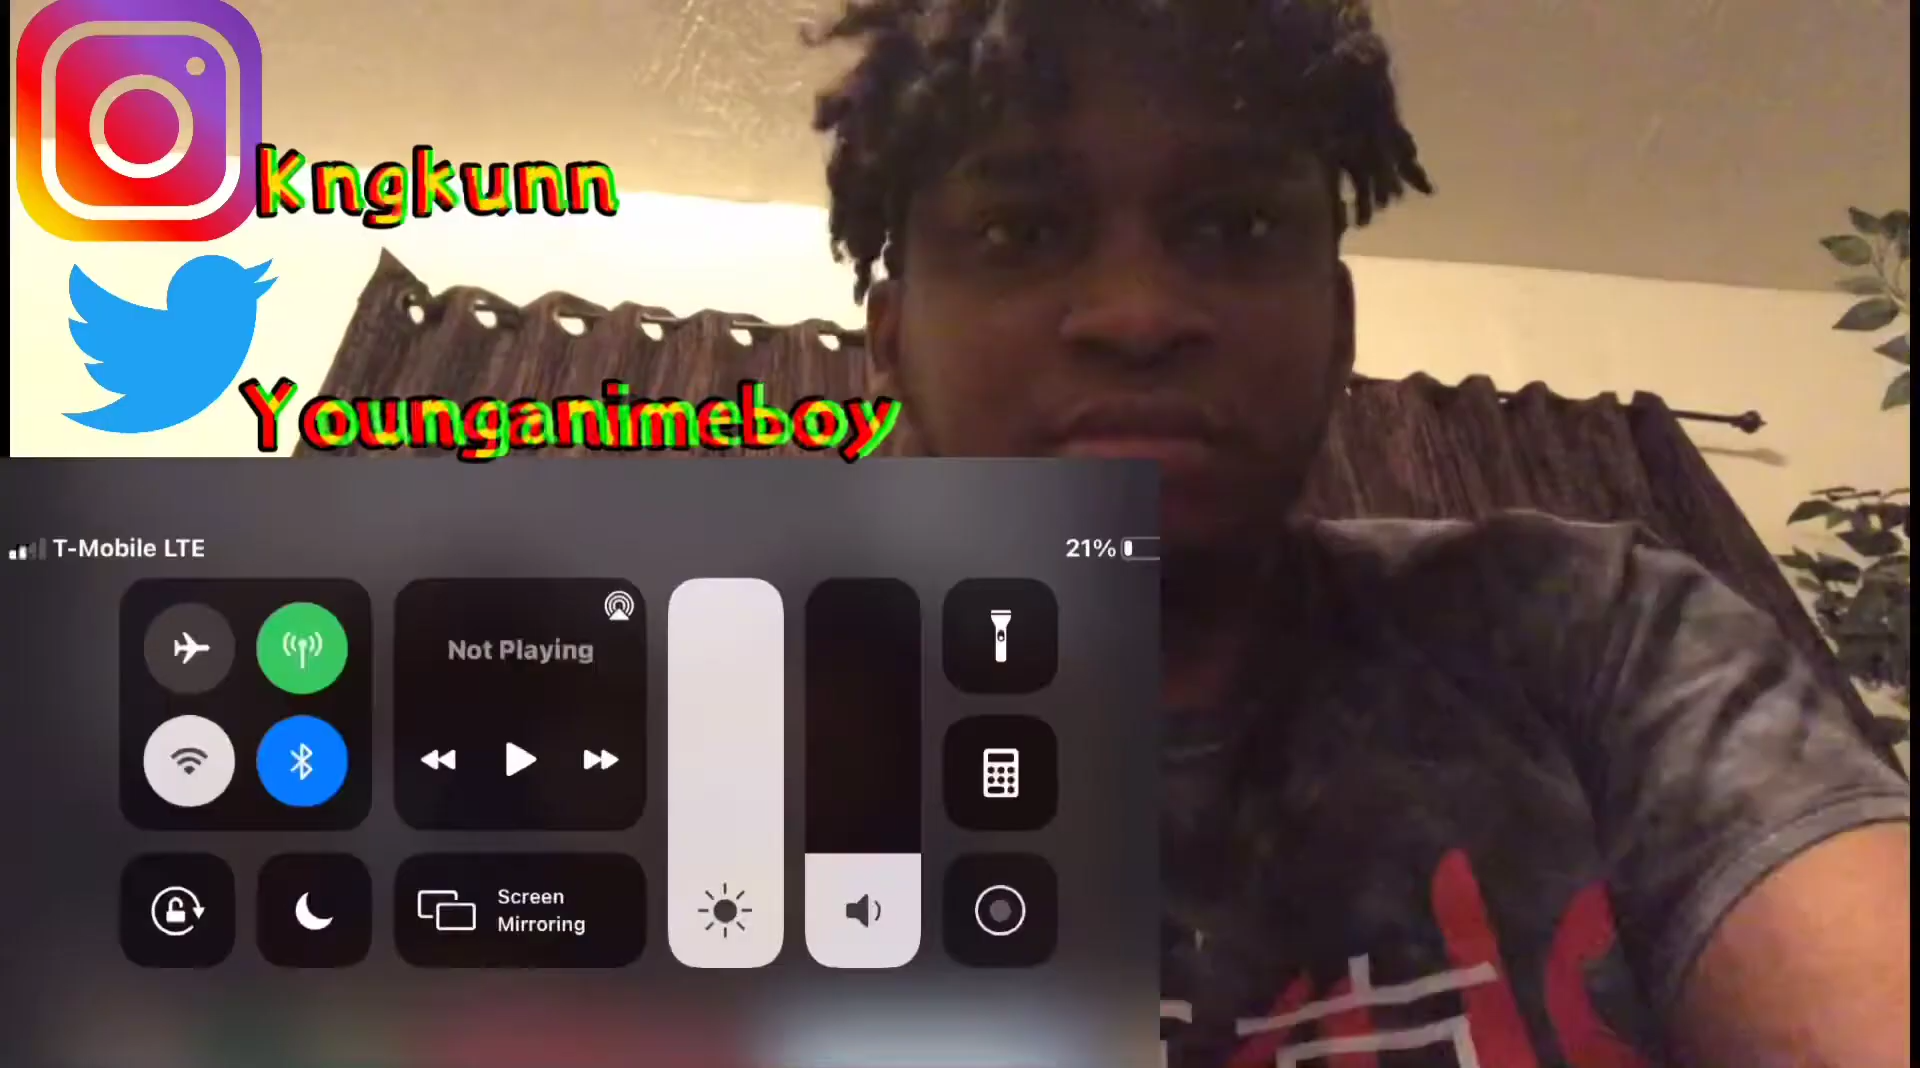 Kngkunn
Younganimeboy
T-Mobile LTE
21%
Not Playing
Screen
Mirroring